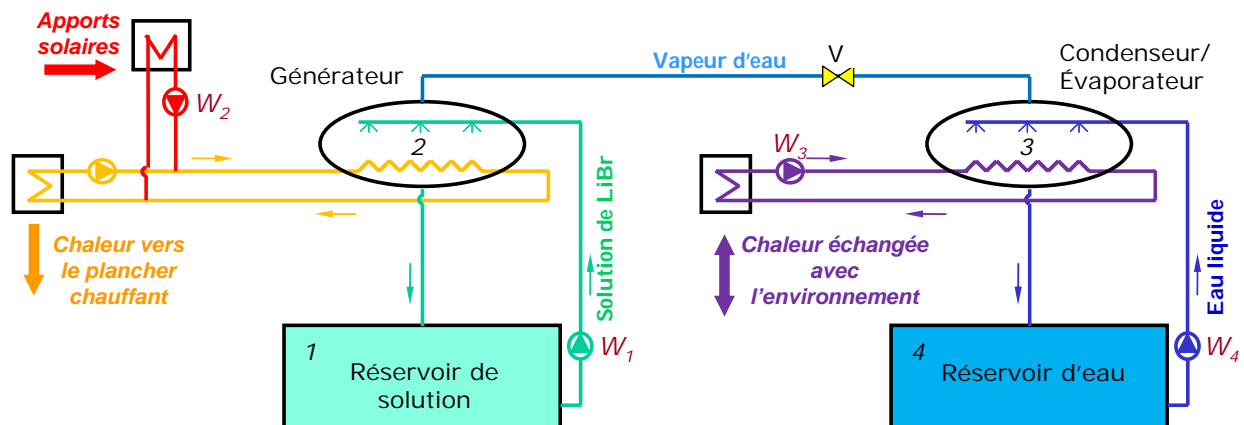 Apports
solaires
W2
Générateur
2
Vapeur d'eau
V
Condenseur/
Évaporateur
3
W3
Chaleur vers
le plancher
chauffant
Solution de LiBr
Chaleur échangée
avec
l'environnement
Eau liquide
1
Réservoir de
solution
W1
4
Réservoir d'eau
W4